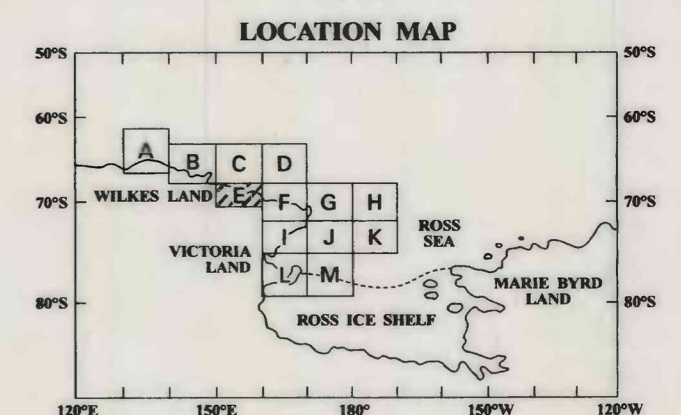 LOCATION MAP
50°S 50°S
60°S 60°S
A B C D
WILKES LAND E F G H
70°S 70°S
VICTORIA
LAND
I J K
ROSS
SEA
L M
MARIE BYRD
LAND
80°S 80°S
ROSS ICE SHELF
120°E 150°E 180° 150°W 120°W